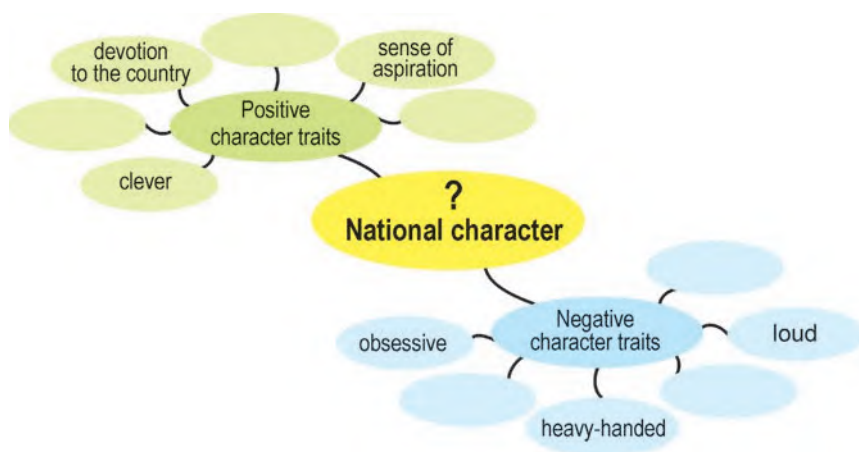 devotion
to the country
sense of
aspiration
Positive
character traits
clever
?
National character
Negative
character traits
obsessive
loud
heavy-handed